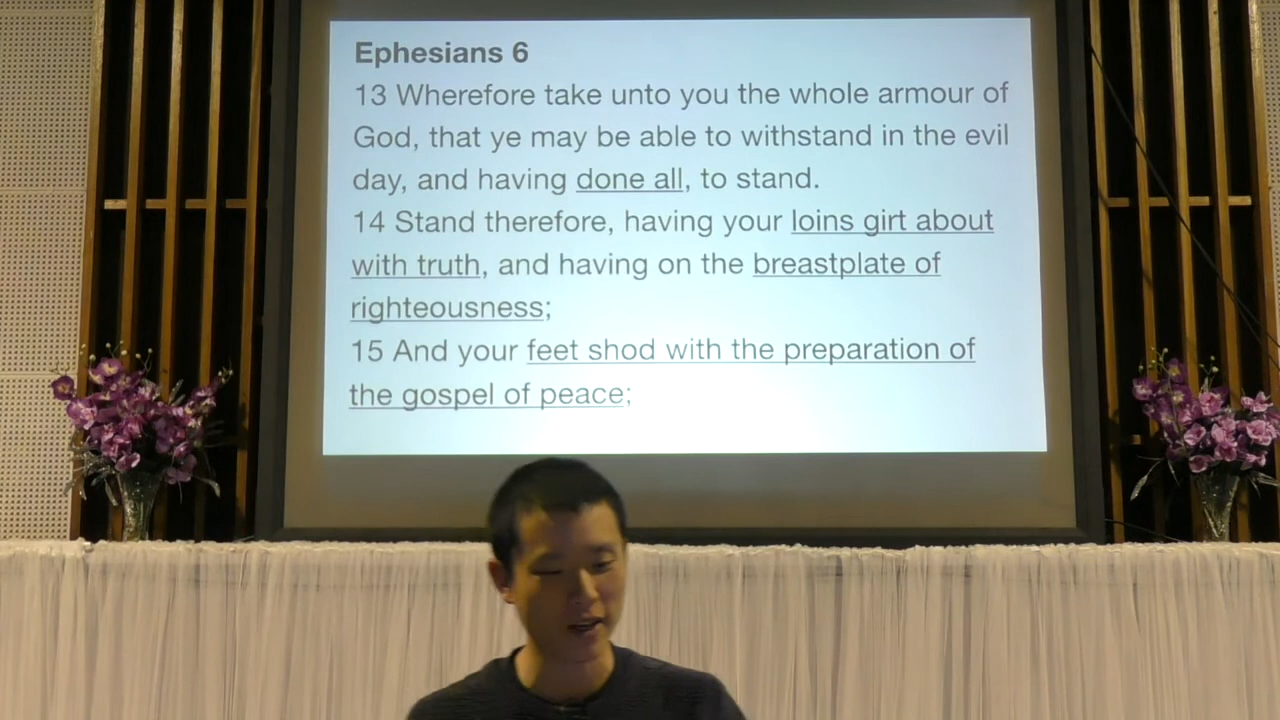 Ephesians 6
13 Wherefore take unto you the whole armour of
God, that ye may be able to withstand in the evil
day, and having done all, to stand.
14 Stand therefore, having your loins girt about
with truth, and having on the breastplate of
righteousness;
15 And your feet shod with the preparation of
the gospel of peace;